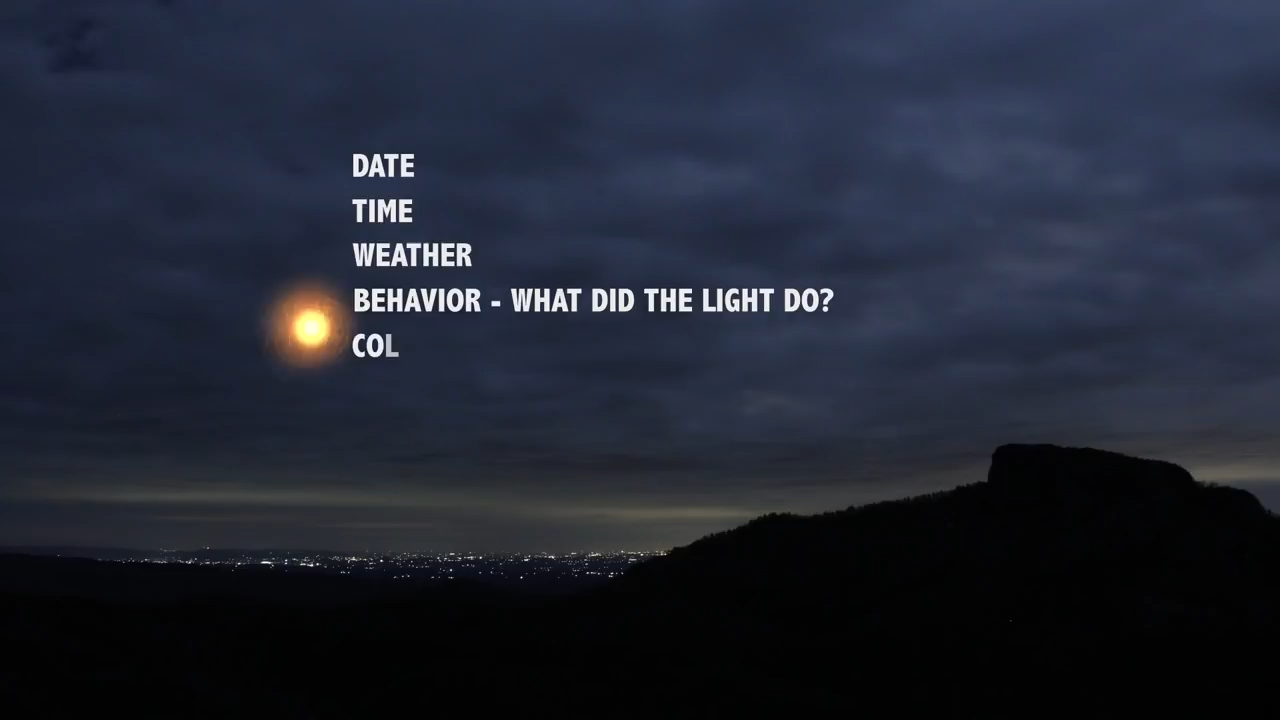 DATE
TIME
WEATHER
BEHAVIOR - WHAT DID THE LIGHT DO?
COL